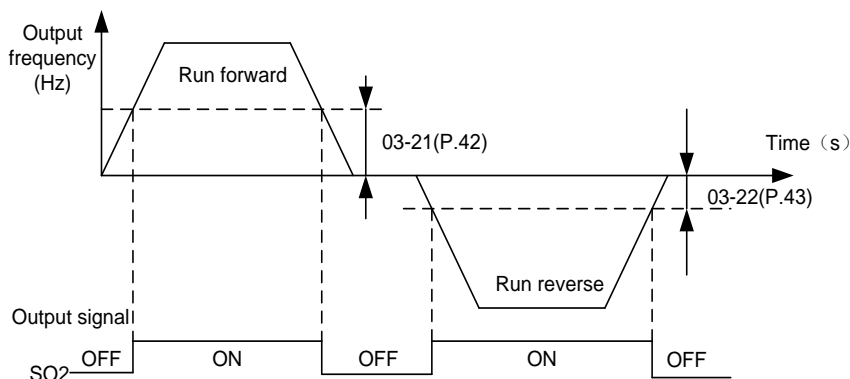 Output
frequency
(Hz)
Run forward
03-21(P.42)
Time（s）
03-22(P.43)
Run reverse
Output signal
SO2
OFF
ON
OFF
ON
OFF